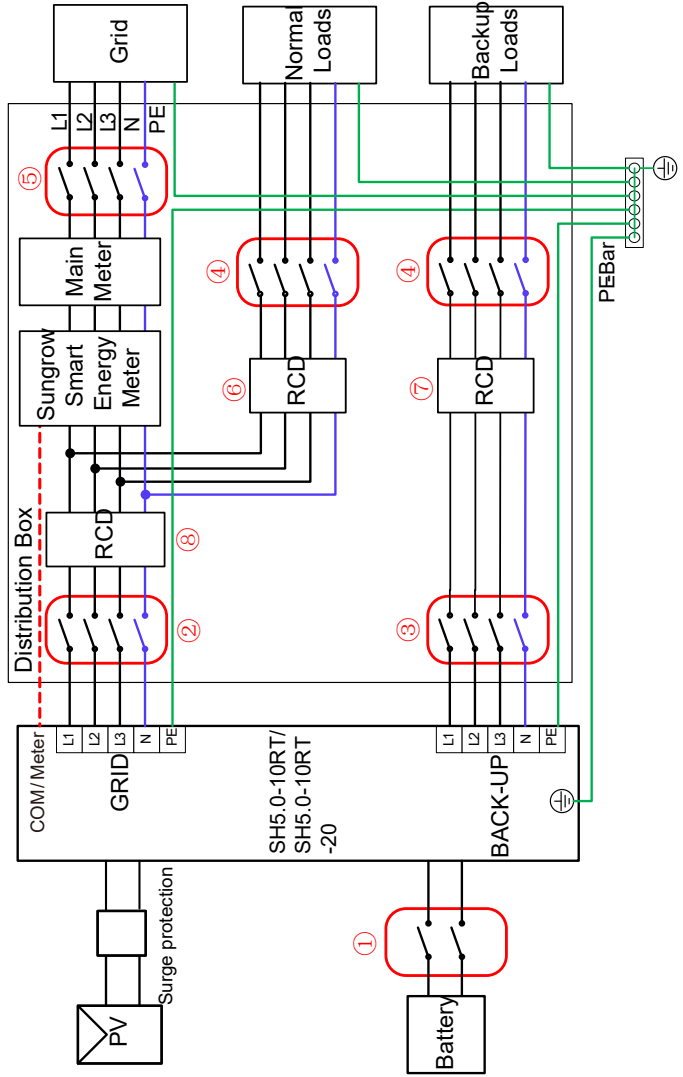 Grid
Normal
Loads
Backup
Loads
L1
L2
L3
N
PE
⑤
Main
Meter
④
④
Sungrow
Smart
Energy
Meter
⑥
RCD
⑦
RCD
PEBar
Distribution Box
RCD
⑧
②
③
COM/Meter
L1
L2
L3
N
PE
GRID
SH5.0-10RT/
SH5.0-10RT
-20
L1
L2
L3
N
PE
BACK-UP
Surge protection
PV
①
Battery